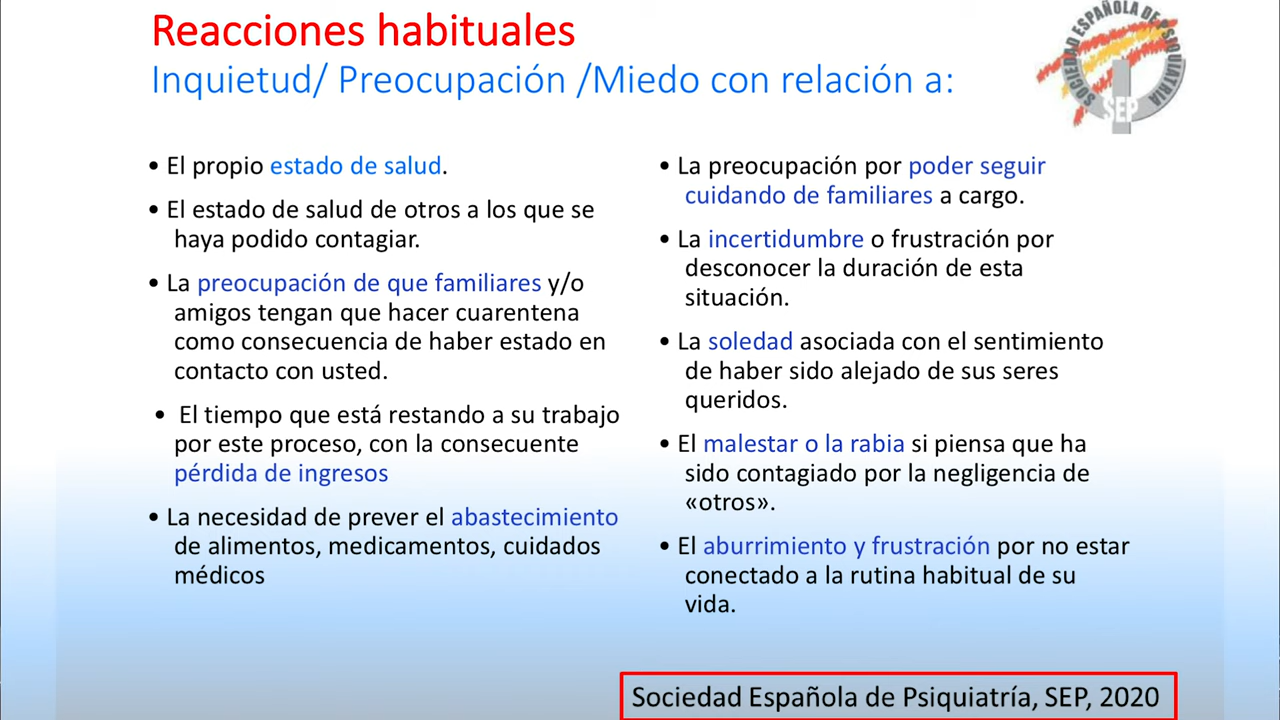 Reacciones habituales
Inquietud/ Preocupación /Miedo con relación a:
SOCIEDAD ESPAÑOLA DE PSIQUIATRIA
SEP
• El propio estado de salud.
• El estado de salud de otros a los que se
haya podido contagiar.
• La preocupación de que familiares y/o
amigos tengan que hacer cuarentena
como consecuencia de haber estado en
contacto con usted.
• El tiempo que está restando a su trabajo
por este proceso, con la consecuente
pérdida de ingresos
• La necesidad de prever el abastecimiento
de alimentos, medicamentos, cuidados
médicos
• La preocupación por poder seguir
cuidando de familiares a cargo.
• La incertidumbre o frustración por
desconocer la duración de esta
situación.
• La soledad asociada con el sentimiento
de haber sido alejado de sus seres
queridos.
• El malestar o la rabia si piensa que ha
sido contagiado por la negligencia de
«otros».
• El aburrimiento y frustración por no estar
conectado a la rutina habitual de su
vida.
Sociedad Española de Psiquiatría, SEP, 2020